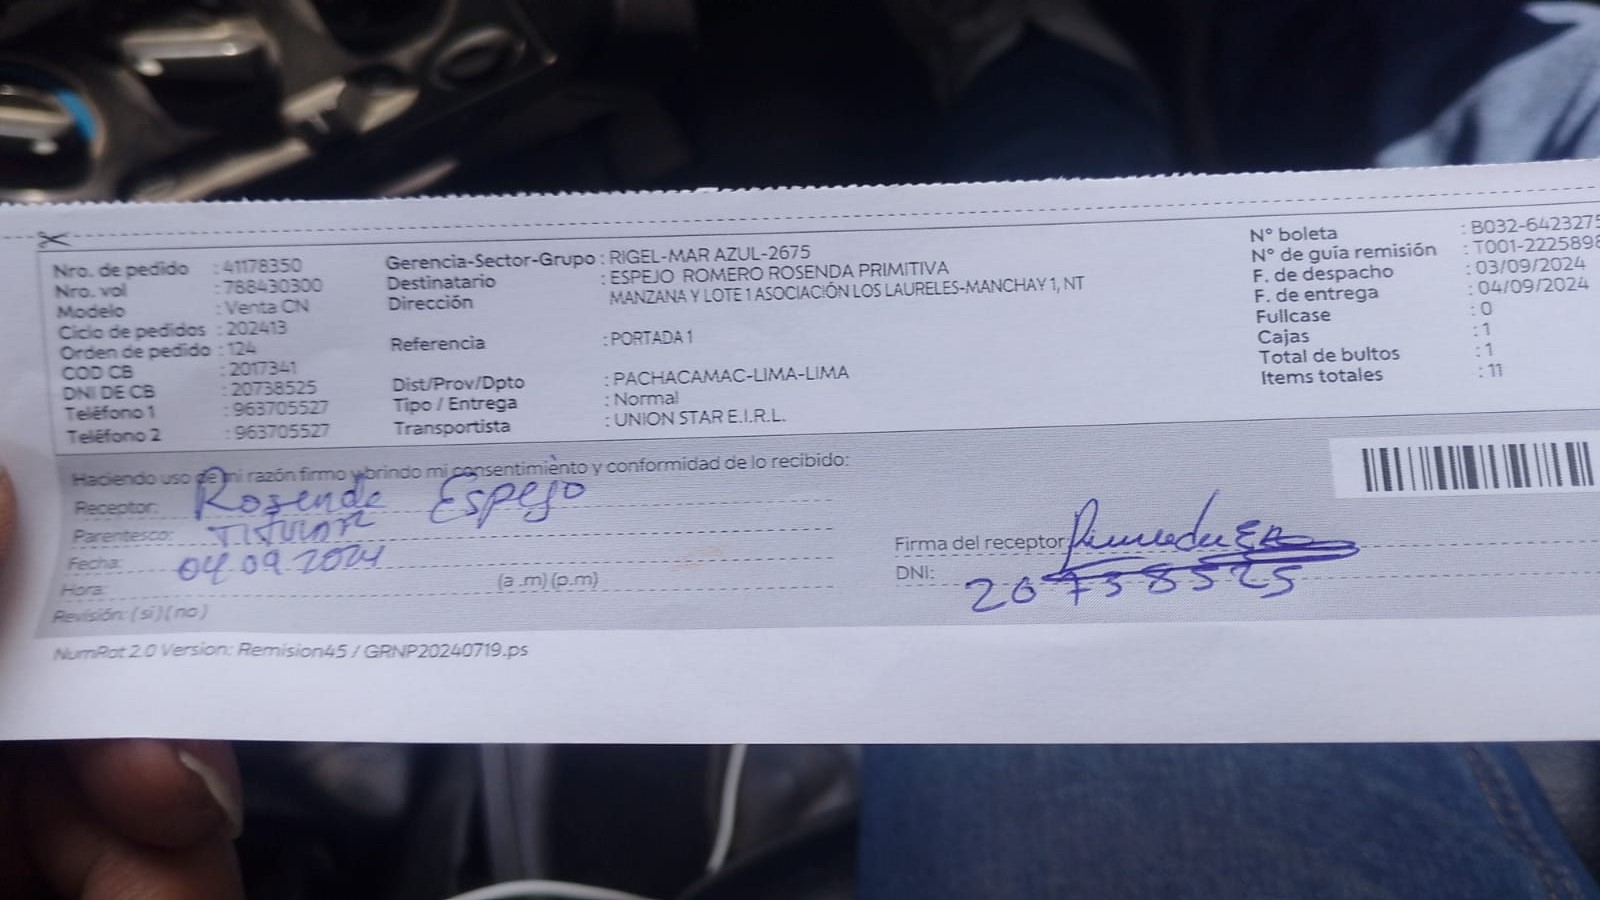 Nro. de pedido : 41178350
Nro. vol : 788430300
Modelo : Venta CN
Ciclo de pedidos : 202413
Orden de pedido : 124
COD CB : 2017341
DNI DE CB : 20738525
Teléfono 1 : 963705527
Teléfono 2 : 963705527
Gerencia-Sector-Grupo : RIGEL-MAR AZUL-2675
Destinatario : ESPEJO ROMERO ROSENDA PRIMITIVA
Dirección MANZANA Y LOTE 1 ASOCIACIÓN LOS LAURELES-MANCHAY 1, NT
Referencia : PORTADA 1
Dist/Prov/Dpto : PACHACAMAC-LIMA-LIMA
Tipo / Entrega : Normal
Transportista : UNION STAR E.I.R.L.
N° boleta : B032-6423275
N° de guía remisión : T001-2225898
F. de despacho : 03/09/2024
F. de entrega : 04/09/2024
Fullcase : 0
Cajas : 1
Total de bultos : 1
Items totales : 11
Haciendo uso de mi razón firmo y brindo mi consentimiento y conformidad de lo recibido:
Receptor: Rosenda Espejo
Parentesco: TITULAR
Fecha: 04 09 2024
Hora: (a.m)(p.m)
Revisión: (si)(no)
Firma del receptor
DNI: 20738525
NumRot 2.0 Version: Remision45 / GRNP20240719.ps